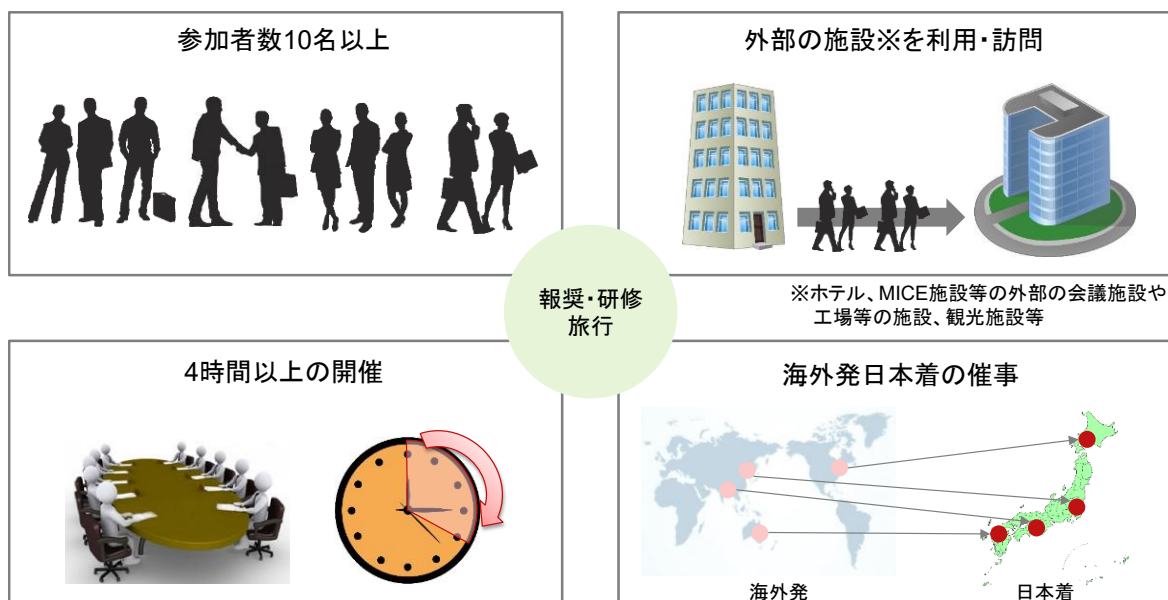 参加者数10名以上
外部の施設※を利用・訪問
※ホテル、MICE施設等の外部の会議施設や
工場等の施設、観光施設等
報奨・研修
旅行
4時間以上の開催
海外発日本着の催事
海外発
日本着